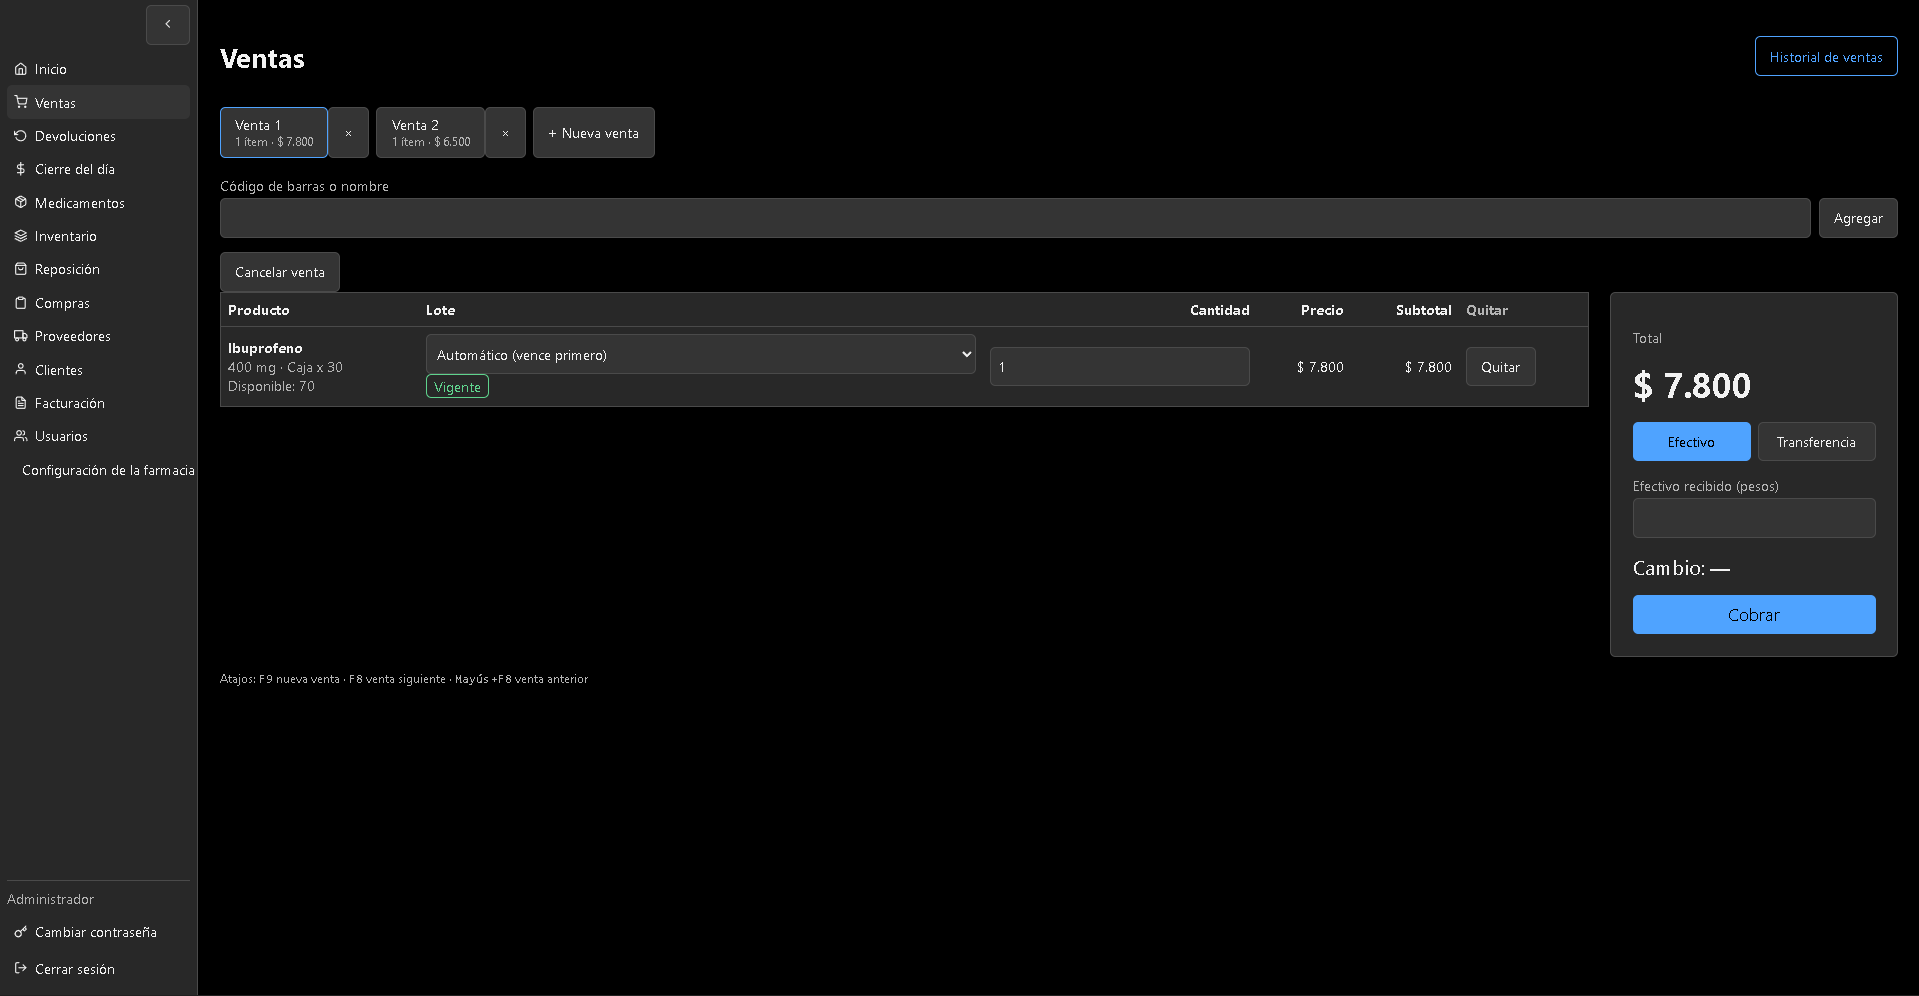 Inicio
Ventas
Devoluciones
Cierre del día
Medicamentos
Inventario
Reposición
Compras
Proveedores
Clientes
Facturación
Usuarios
Configuración de la farmacia
Administrador
Cambiar contraseña
Cerrar sesión
Ventas
Historial de ventas
Venta 1
1 ítem · $ 7.800
×
Venta 2
1 ítem · $ 6.500
×
+ Nueva venta
Código de barras o nombre
Agregar
Cancelar venta
Producto Lote Cantidad Precio Subtotal Quitar
Ibuprofeno
400 mg · Caja x 30
Disponible: 70
Automático (vence primero)
Vigente
1
$ 7.800
$ 7.800
Quitar
Total
$ 7.800
Efectivo
Transferencia
Efectivo recibido (pesos)
Cambio: —
Cobrar
Atajos: F9 nueva venta · F8 venta siguiente · Mayús +F8 venta anterior